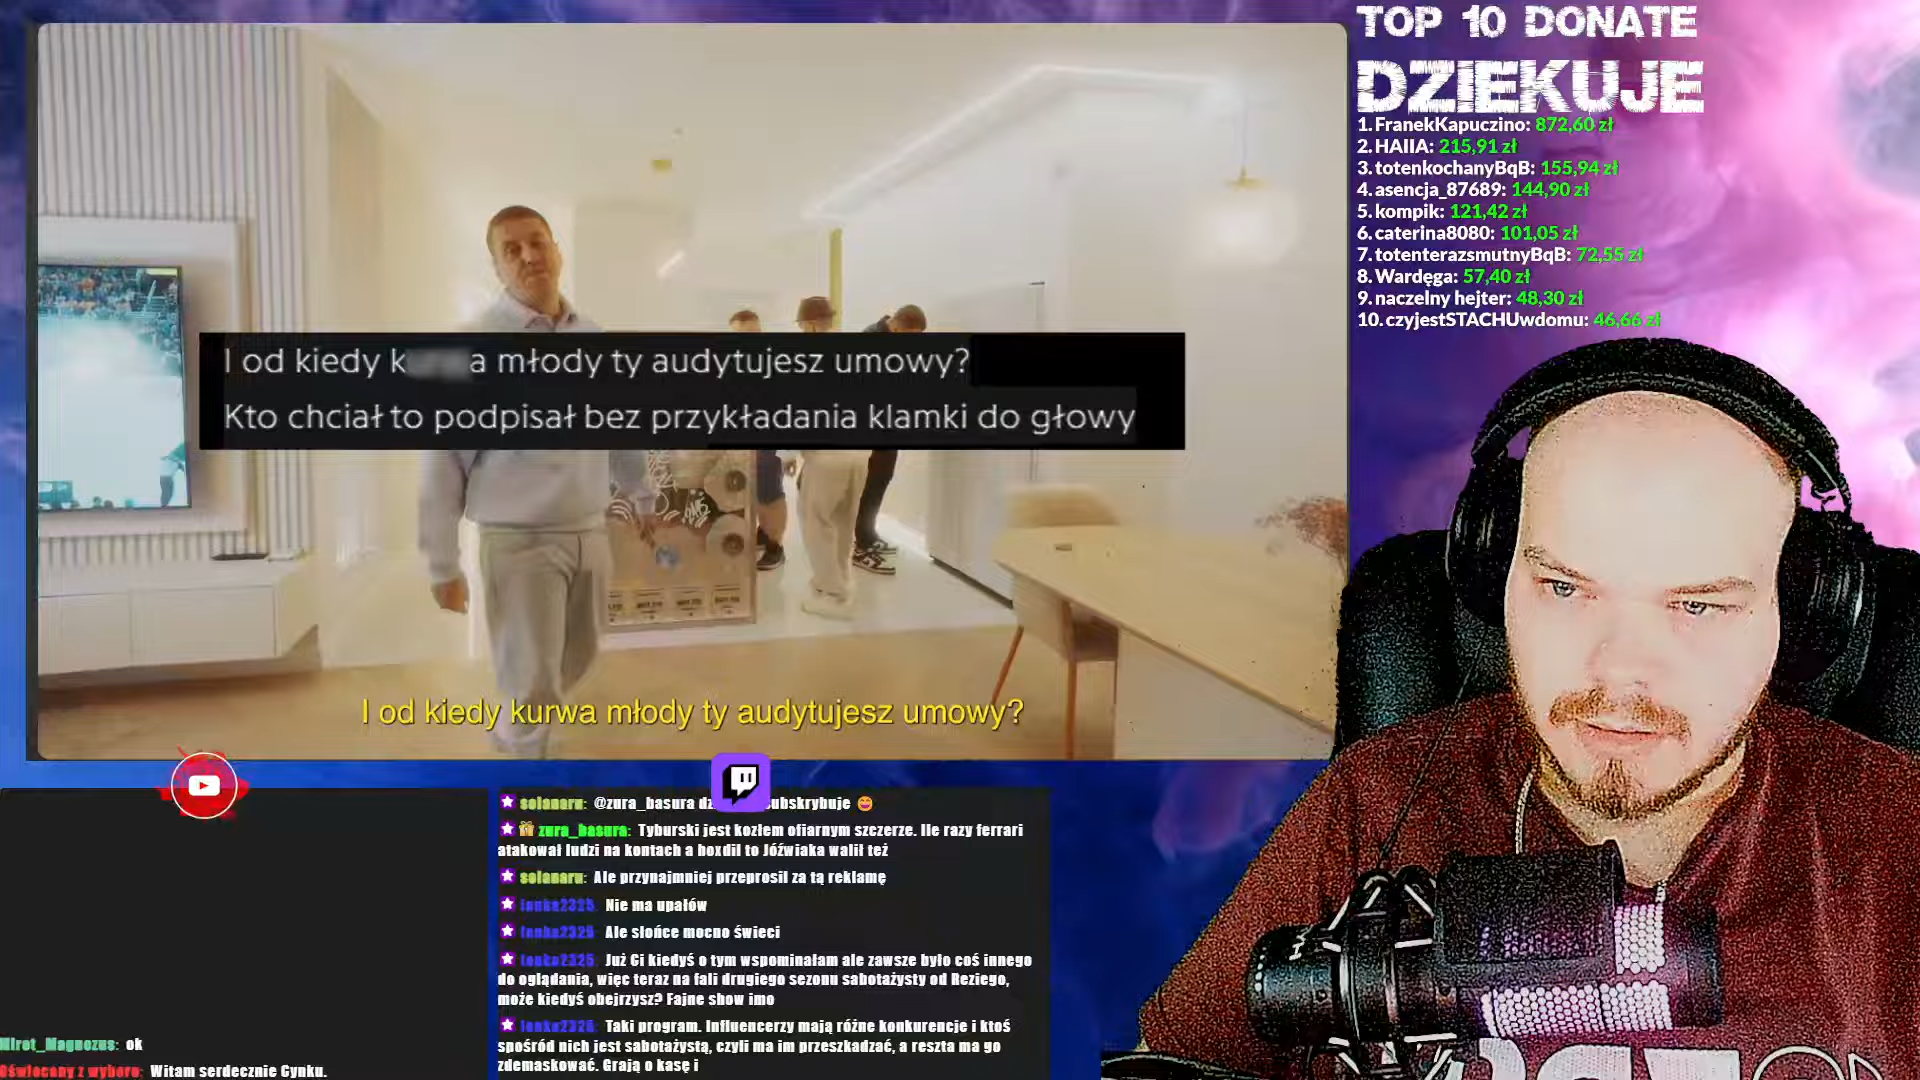 TOP 10 DONATE
DZIEKUJE
1. FranekKapuczino: 872,60 zł
2. HAIIA: 215,91 zł
3. totenkochanyBqB: 155,94 zł
4. asencja_87689: 144,90 zł
5. kompik: 121,42 zł
6. caterina8080: 101,05 zł
7. totenterazsmutnyBqB: 72,55 zł
8. Wardęga: 57,40 zł
9. naczelny hejter: 48,30 zł
10. czyjestSTACHUwdomu: 46,66 zł
I od kiedy k a młody ty audytujesz umowy?
Kto chciał to podpisał bez przykładania klamki do głowy
I od kiedy kurwa młody ty audytujesz umowy?
solanaru: @zura_basura subskrybuje
zura_basura: Tyburski jest kozłem ofiarnym szczerze. Ile razy ferrari
atakował ludzi na kontach a boxdil to Jóźwiaka walił też
solanaru: Ale przynajmniej przeprosil za tą reklamę
Nie ma upałów
Ale słońce mocno świeci
Już Ci kiedyś o tym wspominałam ale zawsze było coś innego
do oglądania, więc teraz na fali drugiego sezonu sabotażysty od Reziego,
może kiedyś obejrzysz? Fajne show imo
Taki program. Influencerzy mają różne konkurencje i ktoś
spośród nich jest sabotażystą, czyli ma im przeszkadzać, a reszta ma go
zdemaskować. Grają o kasę i
Mirot_Magnezus: ok
Oświecony z wyboru: Witam serdecznie Cynku.